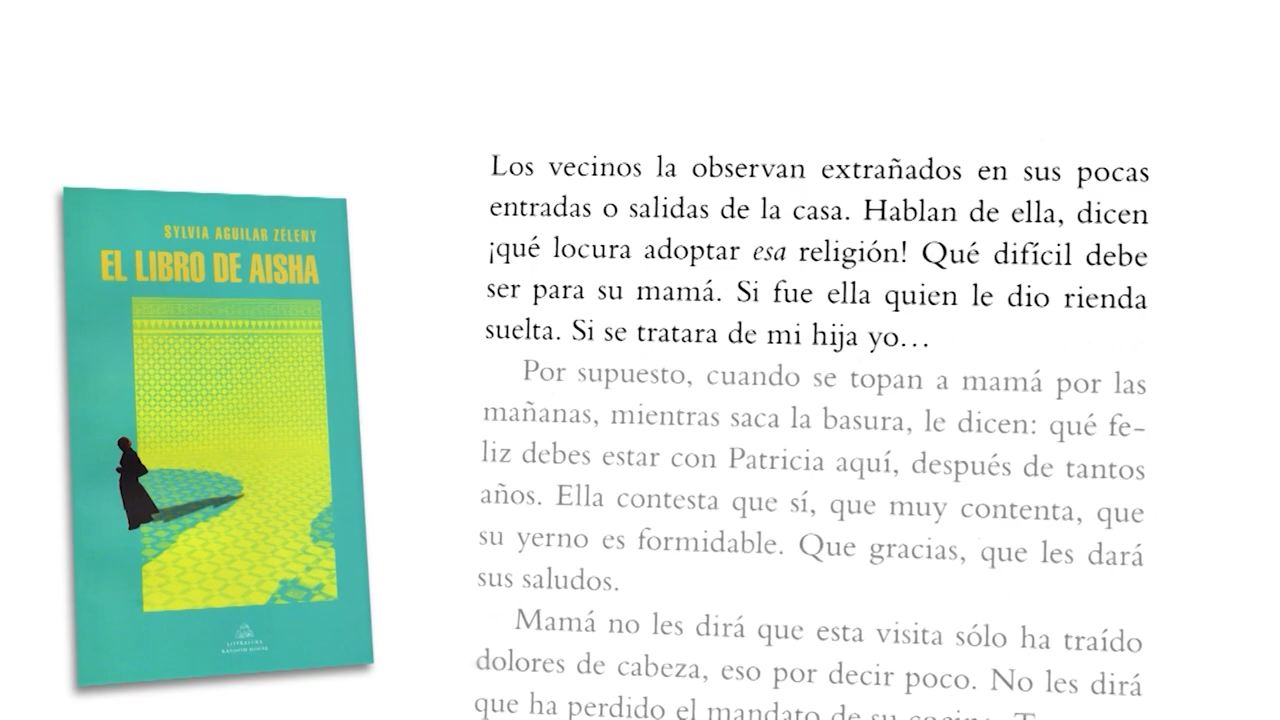 SYLVIA AGUILAR ZÉLENY
EL LIBRO DE AISHA
LITERATURA
RANDOM HOUSE
Los vecinos la observan extrañados en sus pocas
entradas o salidas de la casa. Hablan de ella, dicen
¡qué locura adoptar esa religión! Qué difícil debe
ser para su mamá. Si fue ella quien le dio rienda
suelta. Si se tratara de mi hija yo…
Por supuesto, cuando se topan a mamá por las
mañanas, mientras saca la basura, le dicen: qué fe-
liz debes estar con Patricia aquí, después de tantos
años. Ella contesta que sí, que muy contenta, que
su yerno es formidable. Que gracias, que les dará
sus saludos.
Mamá no les dirá que esta visita sólo ha traído
dolores de cabeza, eso por decir poco. No les dirá
que ha perdido el mandato de su cocina.